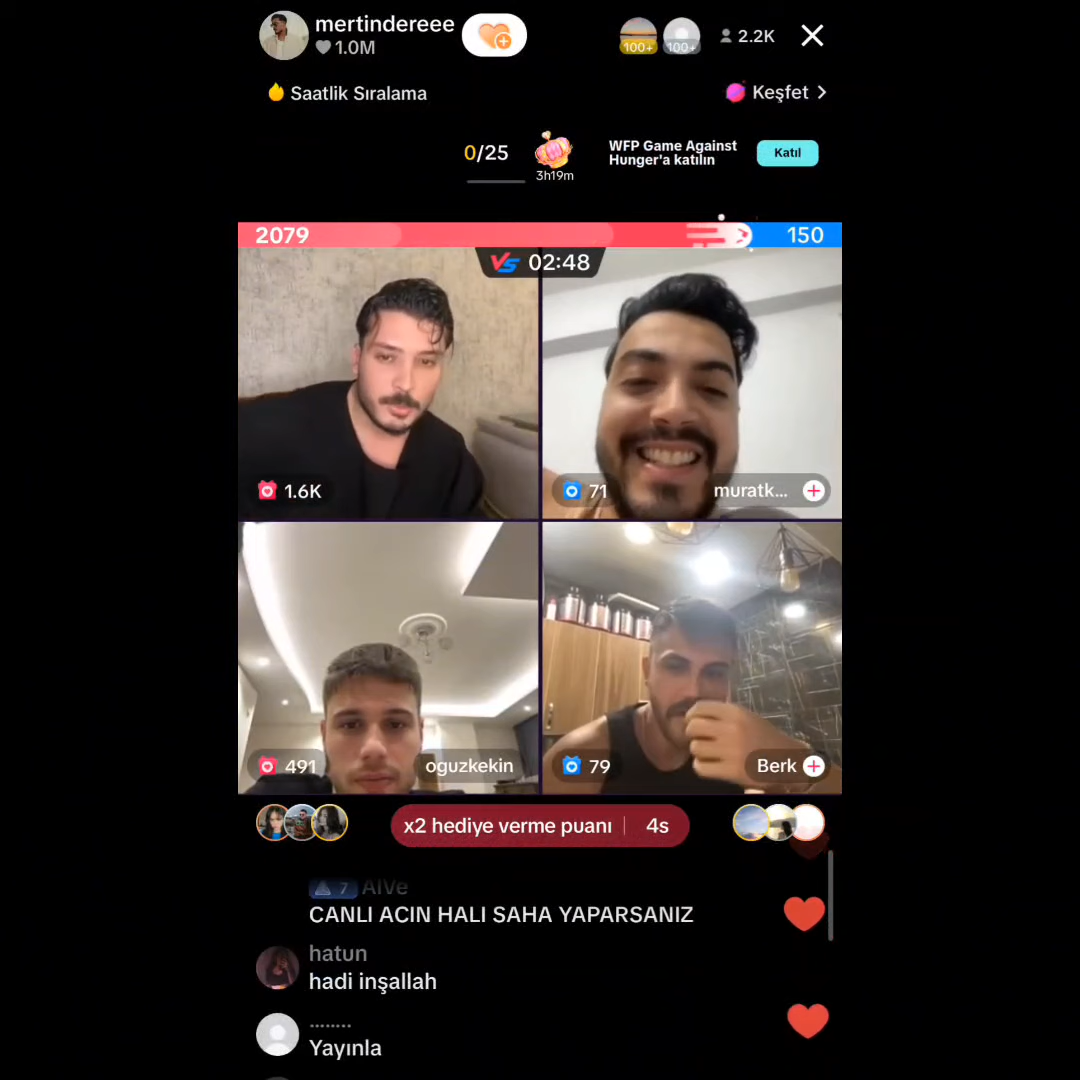 mertindereee
1.0M
100+
100+
2.2K
Saatlik Sıralama
Keşfet
0/25
3h19m
WFP Game Against
Hunger'a katılın
Katıl
2079
150
VS 02:48
1.6K
71
muratk...
491
oguzkekin
79
Berk
x2 hediye verme puanı
4s
7 AlVe
CANLI ACIN HALI SAHA YAPARSANIZ
hatun
hadi inşallah
........
Yayınla